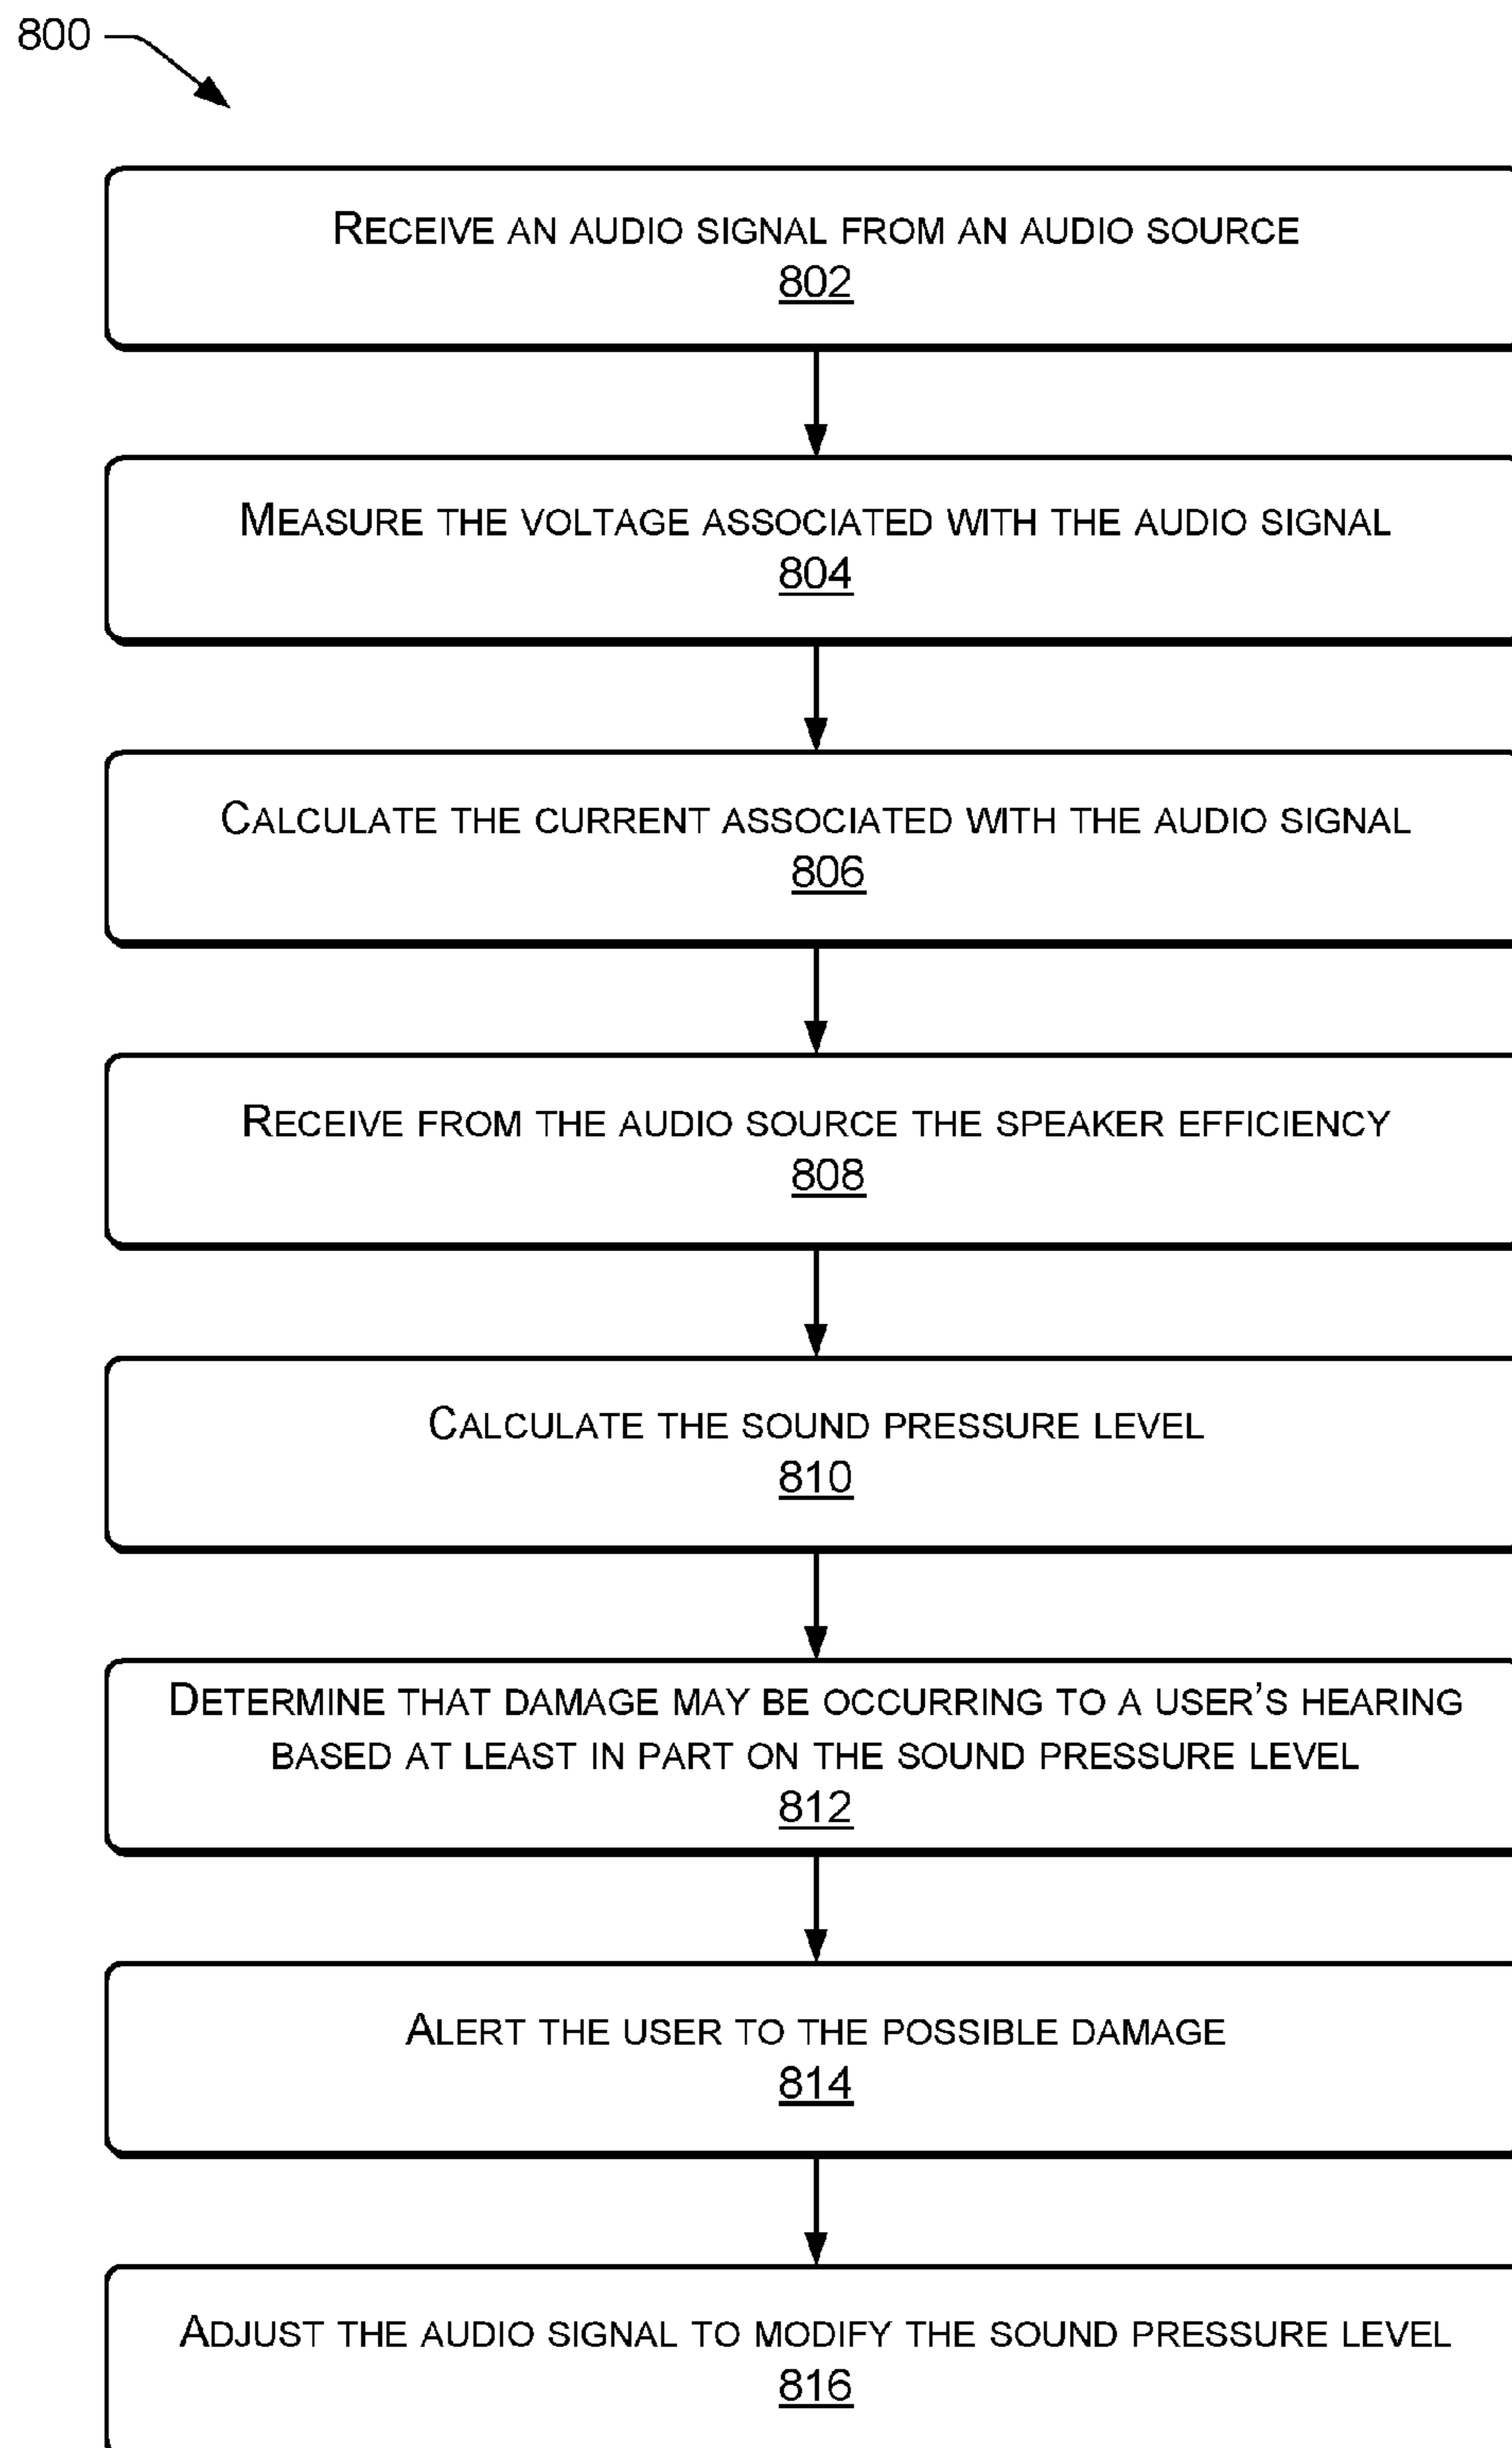 800
RECEIVE AN AUDIO SIGNAL FROM AN AUDIO SOURCE
802
MEASURE THE VOLTAGE ASSOCIATED WITH THE AUDIO SIGNAL
804
CALCULATE THE CURRENT ASSOCIATED WITH THE AUDIO SIGNAL
806
RECEIVE FROM THE AUDIO SOURCE THE SPEAKER EFFICIENCY
808
CALCULATE THE SOUND PRESSURE LEVEL
810
DETERMINE THAT DAMAGE MAY BE OCCURRING TO A USER'S HEARING
BASED AT LEAST IN PART ON THE SOUND PRESSURE LEVEL
812
ALERT THE USER TO THE POSSIBLE DAMAGE
814
ADJUST THE AUDIO SIGNAL TO MODIFY THE SOUND PRESSURE LEVEL
816